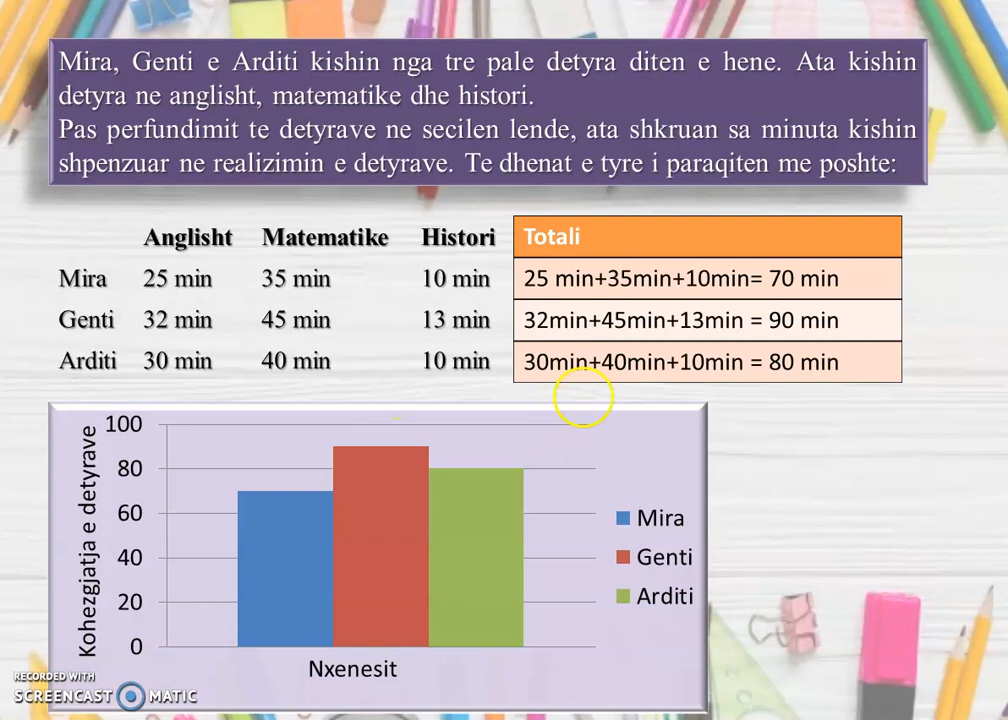 Mira, Genti e Arditi kishin nga tre pale detyra diten e hene. Ata kishin
detyra ne anglisht, matematike dhe histori.
Pas perfundimit te detyrave ne secilen lende, ata shkruan sa minuta kishin
shpenzuar ne realizimin e detyrave. Te dhenat e tyre i paraqiten me poshte:
Anglisht Matematike Histori Totali
Mira 25 min 35 min 10 min 25 min+35min+10min= 70 min
Genti 32 min 45 min 13 min 32min+45min+13min = 90 min
Arditi 30 min 40 min 10 min 30min+40min+10min = 80 min
Kohezgjatja e detyrave
100
80
60
40
20
0
Nxenesit
Mira
Genti
Arditi
RECORDED WITH
SCREENCAST MATIC